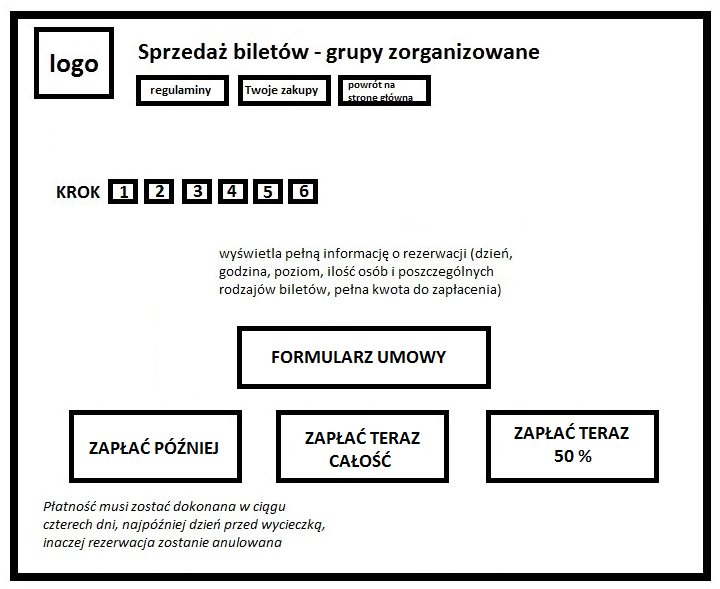 logo
Sprzedaż biletów - grupy zorganizowane
regulaminy
Twoje zakupy
powrót na
stronę główną
KROK 1 2 3 4 5 6
wyświetla pełną informację o rezerwacji (dzień,
godzina, poziom, ilość osób i poszczególnych
rodzajów biletów, pełna kwota do zapłacenia)
FORMULARZ UMOWY
ZAPŁAĆ PÓŹNIEJ
ZAPŁAĆ TERAZ
CAŁOŚĆ
ZAPŁAĆ TERAZ
50 %
Płatność musi zostać dokonana w ciągu
czterech dni, najpóźniej dzień przed wycieczką,
inaczej rezerwacja zostanie anulowana